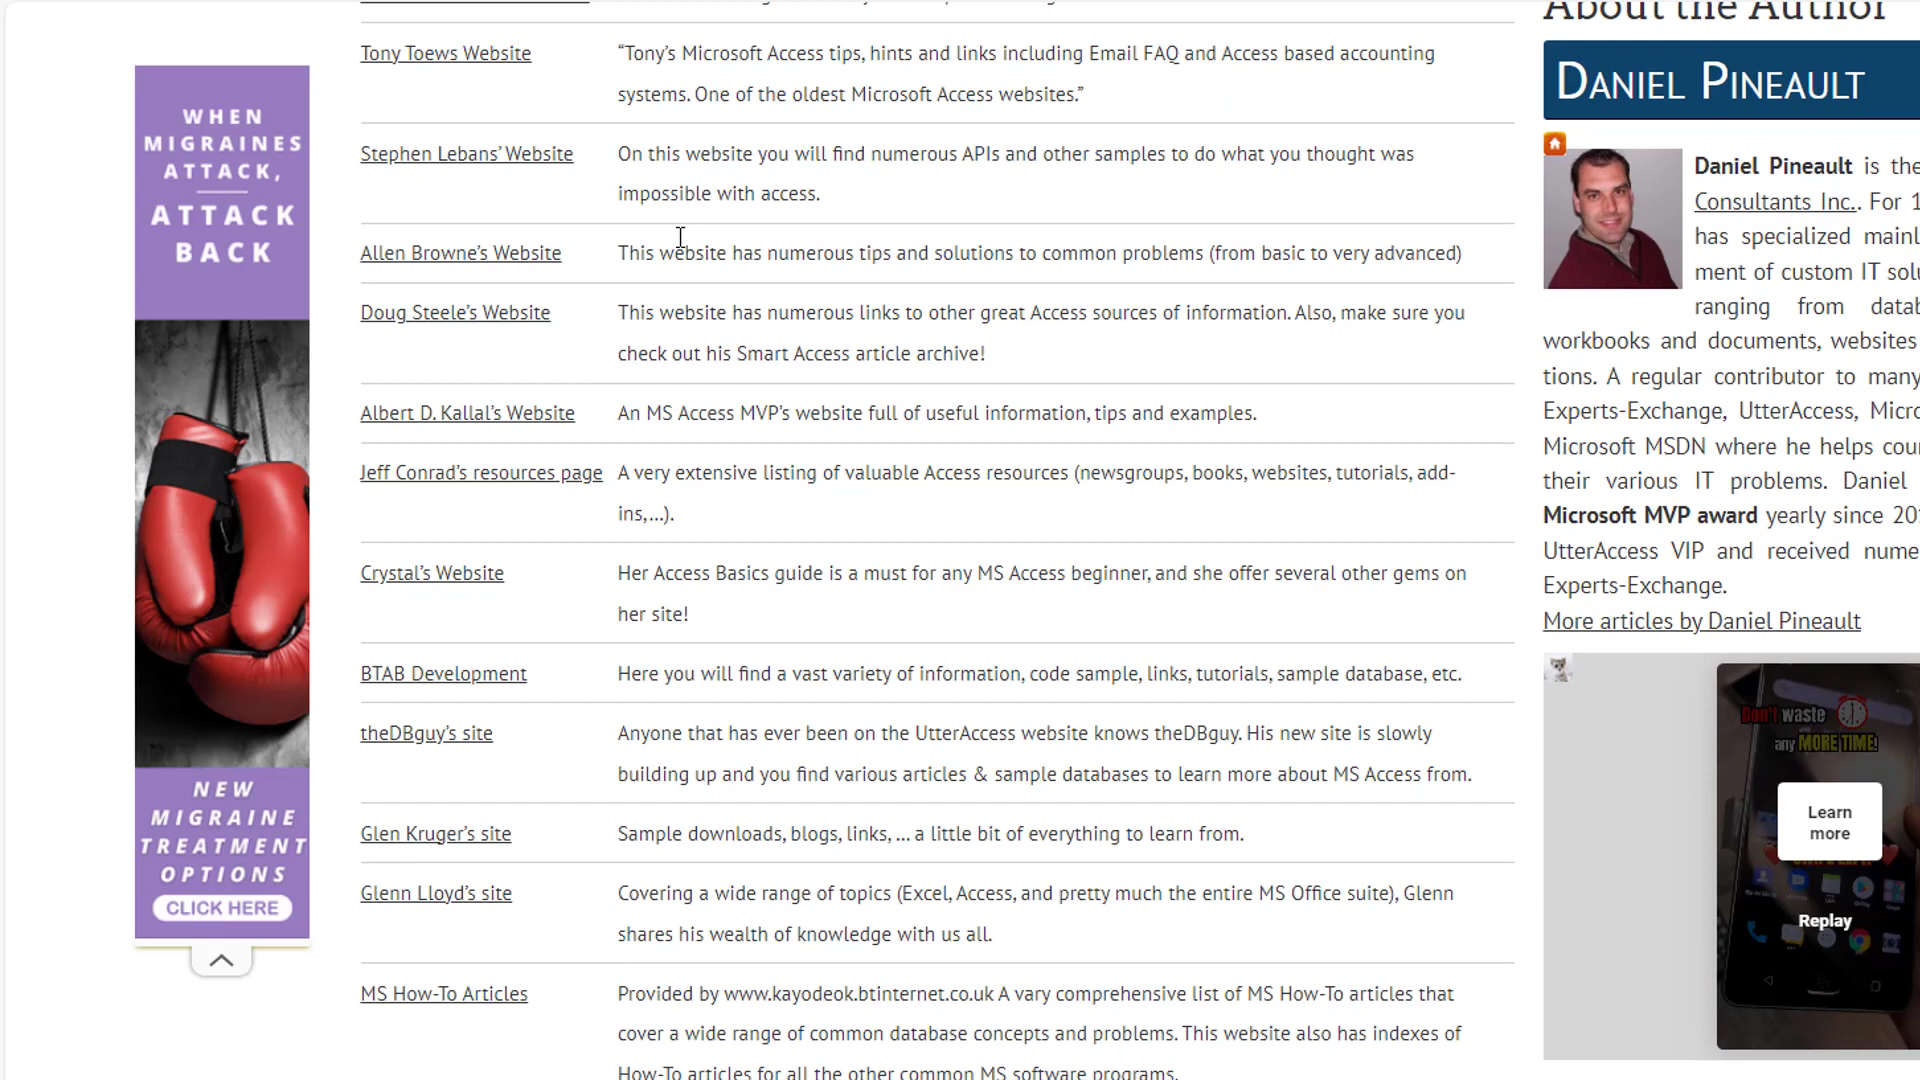 WHEN
MIGRAINES
ATTACK,
ATTACK
BACK
NEW
MIGRAINE
TREATMENT
OPTIONS
CLICK HERE
Tony Toews Website
“Tony’s Microsoft Access tips, hints and links including Email FAQ and Access based accounting
systems. One of the oldest Microsoft Access websites.”
Stephen Lebans’ Website
On this website you will find numerous APIs and other samples to do what you thought was
impossible with access.
Allen Browne’s Website
This website has numerous tips and solutions to common problems (from basic to very advanced)
Doug Steele’s Website
This website has numerous links to other great Access sources of information. Also, make sure you
check out his Smart Access article archive!
Albert D. Kallal’s Website
An MS Access MVP’s website full of useful information, tips and examples.
Jeff Conrad’s resources page
A very extensive listing of valuable Access resources (newsgroups, books, websites, tutorials, add-
ins,…).
Crystal’s Website
Her Access Basics guide is a must for any MS Access beginner, and she offer several other gems on
her site!
BTAB Development
Here you will find a vast variety of information, code sample, links, tutorials, sample database, etc.
theDBguy’s site
Anyone that has ever been on the UtterAccess website knows theDBguy. His new site is slowly
building up and you find various articles & sample databases to learn more about MS Access from.
Glen Kruger’s site
Sample downloads, blogs, links, … a little bit of everything to learn from.
Glenn Lloyd’s site
Covering a wide range of topics (Excel, Access, and pretty much the entire MS Office suite), Glenn
shares his wealth of knowledge with us all.
MS How-To Articles
Provided by www.kayodeok.btinternet.co.uk A vary comprehensive list of MS How-To articles that
cover a wide range of common database concepts and problems. This website also has indexes of
How-To articles for all the other common MS software programs.
About the Author
DANIEL PINEAULT
Daniel Pineault is the
Consultants Inc.. For 1
has specialized mainl
ment of custom IT solu
ranging from datab
workbooks and documents, websites
tions. A regular contributor to many
Experts-Exchange, UtterAccess, Micro
Microsoft MSDN where he helps coun
their various IT problems. Daniel
Microsoft MVP award yearly since 201
UtterAccess VIP and received nume
Experts-Exchange.
More articles by Daniel Pineault
Don't waste
any MORE TIME!
Learn
more
Replay